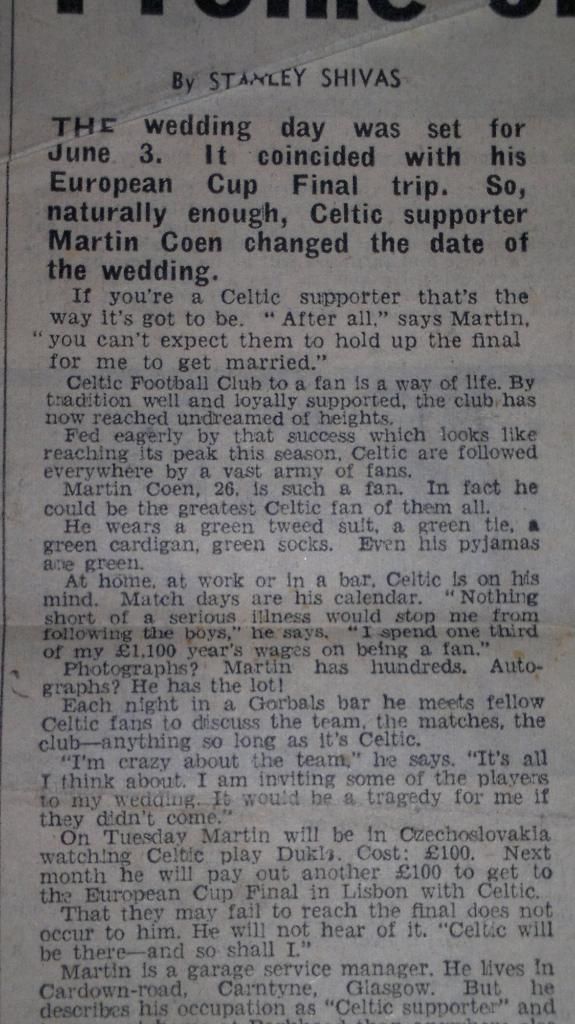 By STANLEY SHIVAS
THE wedding day was set for
June 3. It coincided with his
European Cup Final trip. So,
naturally enough, Celtic supporter
Martin Coen changed the date of
the wedding.
If you're a Celtic supporter that's the
way it's got to be. "After all," says Martin,
"you can't expect them to hold up the final
for me to get married."
Celtic Football Club to a fan is a way of life. By
tradition well and loyally supported, the club has
now reached undreamed of heights.
Fed eagerly by that success which looks like
reaching its peak this season, Celtic are followed
everywhere by a vast army of fans.
Martin Coen, 26, is such a fan. In fact he
could be the greatest Celtic fan of them all.
He wears a green tweed suit, a green tie, a
green cardigan, green socks. Even his pyjamas
are green.
At home, at work or in a bar, Celtic is on his
mind. Match days are his calendar. "Nothing
short of a serious illness would stop me from
following the boys," he says. "I spend one third
of my £1,100 year's wages on being a fan."
Photographs? Martin has hundreds. Auto-
graphs? He has the lot!
Each night in a Gorbals bar he meets fellow
Celtic fans to discuss the team, the matches, the
club—anything so long as it's Celtic.
"I'm crazy about the team," he says. "It's all
I think about. I am inviting some of the players
to my wedding. It would be a tragedy for me if
they didn't come."
On Tuesday Martin will be in Czechoslovakia
watching Celtic play Dukla. Cost: £100. Next
month he will pay out another £100 to get to
the European Cup Final in Lisbon with Celtic.
That they may fail to reach the final does not
occur to him. He will not hear of it. "Celtic will
be there—and so shall I."
Martin is a garage service manager. He lives in
Cardown-road, Carntyne, Glasgow. But he
describes his occupation as "Celtic supporter" and